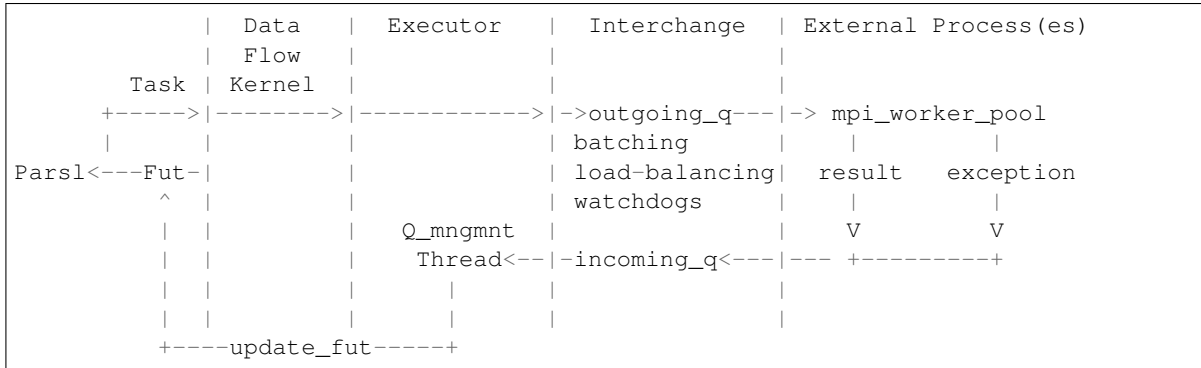 |  Data   |  Executor   |  Interchange  | External Process(es)
             |  Flow   |             |               |
        Task | Kernel  |             |               |
      +----->|-------->|------------>|->outgoing_q---|-> mpi_worker_pool
      |      |         |             | batching      |    |         |
Parsl<---Fut-|         |             | load-balancing|  result   exception
          ^  |         |             | watchdogs     |    |         |
          |  |         |   Q_mngmnt  |               |    V         V
          |  |         |    Thread<--|-incoming_q<---|--- +---------+
          |  |         |      |      |               |
          |  |         |      |      |               |
          +----update_fut-----+